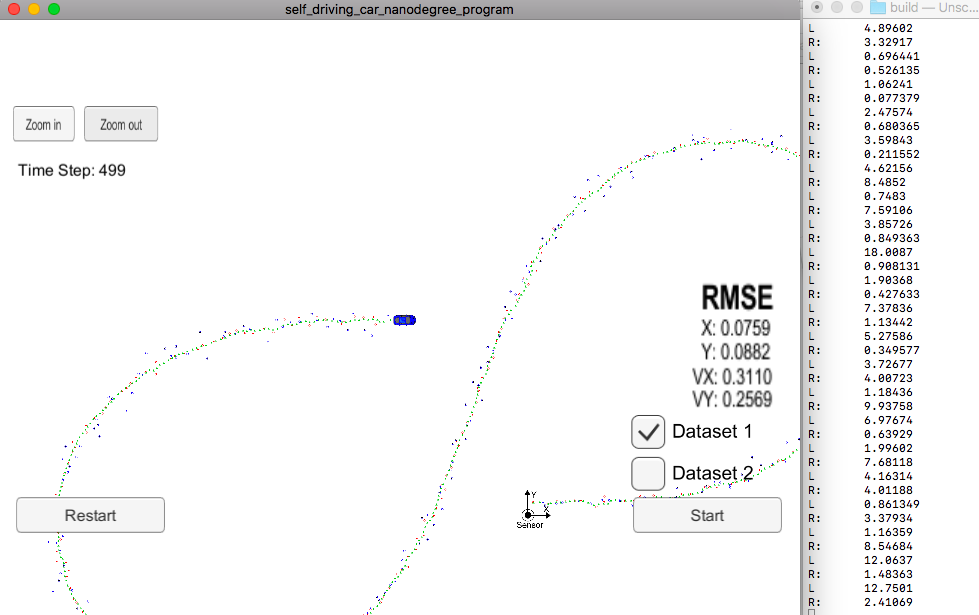 self_driving_car_nanodegree_program
Zoom in
Zoom out
Time Step: 499
RMSE
X: 0.0759
Y: 0.0882
VX: 0.3110
VY: 0.2569
Dataset 1
Dataset 2
Restart
Y
X
Sensor
Start
build — Unsc...
L 4.89602
R: 3.32917
L 0.696441
R: 0.526135
L 1.06241
R: 0.077379
L 2.47574
R: 0.680365
L 3.59843
R: 0.211552
L 4.62156
R: 8.4852
L 0.7483
R: 7.59106
L 3.85726
R: 0.849363
L 18.0087
R: 0.908131
L 1.90368
R: 0.427633
L 7.37836
R: 1.13442
L 5.27586
R: 0.349577
L 3.72677
R: 4.00723
L 1.18436
R: 9.93758
L 6.97674
R: 0.63929
L 1.99602
R: 7.68118
L 4.16314
R: 4.01188
L 0.861349
R: 3.37934
L 1.16359
R: 8.54684
L 12.0637
R: 1.48363
L 12.7501
R: 2.41069